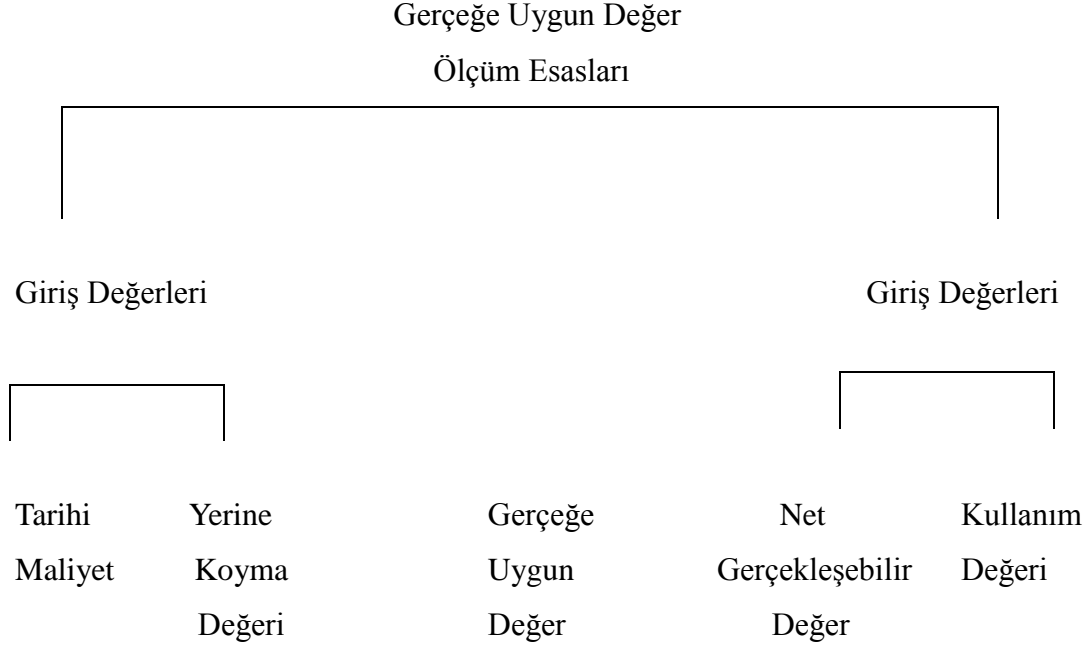 Gerçeğe Uygun Değer
Ölçüm Esasları
Giriş Değerleri
Giriş Değerleri
Tarihi
Maliyet
Yerine
Koyma
Değeri
Gerçeğe
Uygun
Değer
Net
Gerçekleşebilir
Değer
Kullanım
Değeri